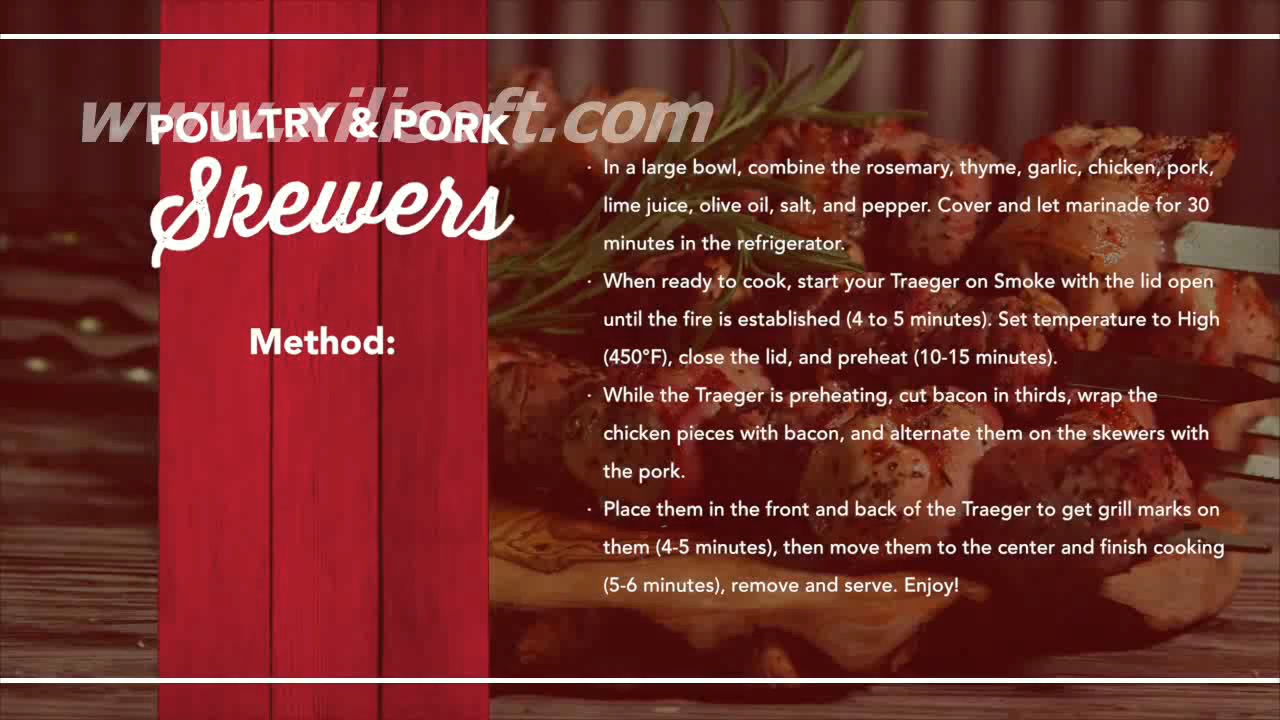 www.xilisoft.com
POULTRY & PORK
Skewers
Method:
· In a large bowl, combine the rosemary, thyme, garlic, chicken, pork,
lime juice, olive oil, salt, and pepper. Cover and let marinade for 30
minutes in the refrigerator.
· When ready to cook, start your Traeger on Smoke with the lid open
until the fire is established (4 to 5 minutes). Set temperature to High
(450°F), close the lid, and preheat (10-15 minutes).
· While the Traeger is preheating, cut bacon in thirds, wrap the
chicken pieces with bacon, and alternate them on the skewers with
the pork.
· Place them in the front and back of the Traeger to get grill marks on
them (4-5 minutes), then move them to the center and finish cooking
(5-6 minutes), remove and serve. Enjoy!